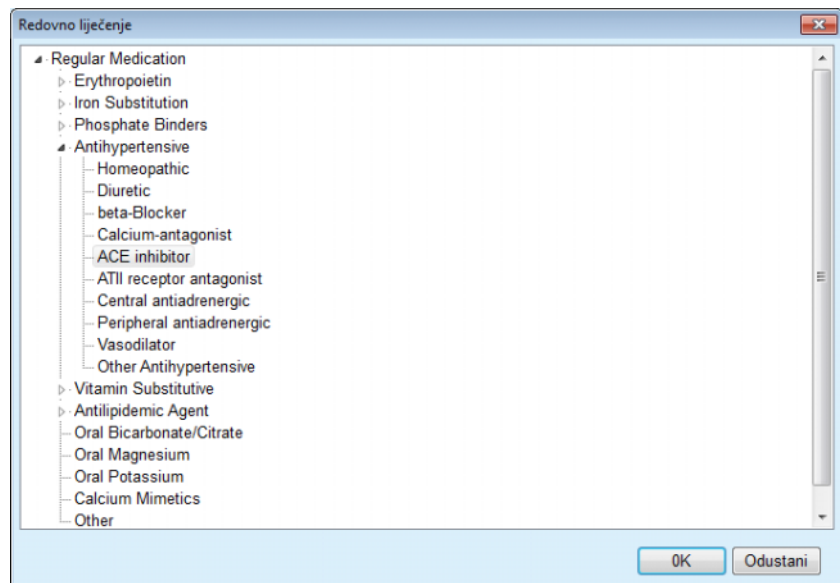 Redovno liječenje
Regular Medication
Erythropoietin
Iron Substitution
Phosphate Binders
Antihypertensive
Homeopathic
Diuretic
beta-Blocker
Calcium-antagonist
ACE inhibitor
ATII receptor antagonist
Central antiadrenergic
Peripheral antiadrenergic
Vasodilator
Other Antihypertensive
Vitamin Substitutive
Antilipidemic Agent
Oral Bicarbonate/Citrate
Oral Magnesium
Oral Potassium
Calcium Mimetics
Other
0K Odustani